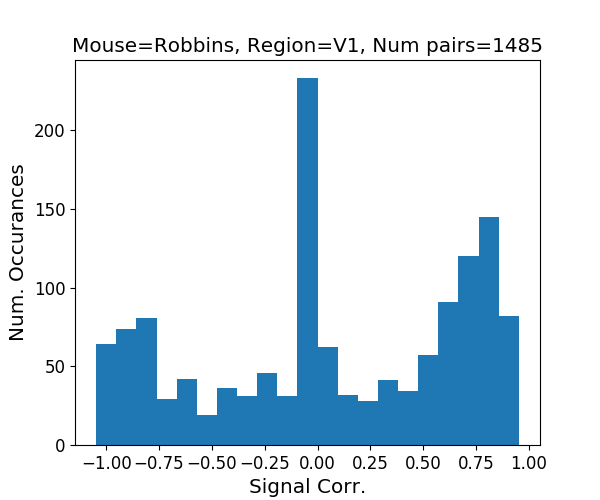 Mouse=Robbins, Region=V1, Num pairs=1485
Num. Occurances
200
150
100
50
0
−1.00 −0.75 −0.50 −0.25 0.00 0.25 0.50 0.75 1.00
Signal Corr.